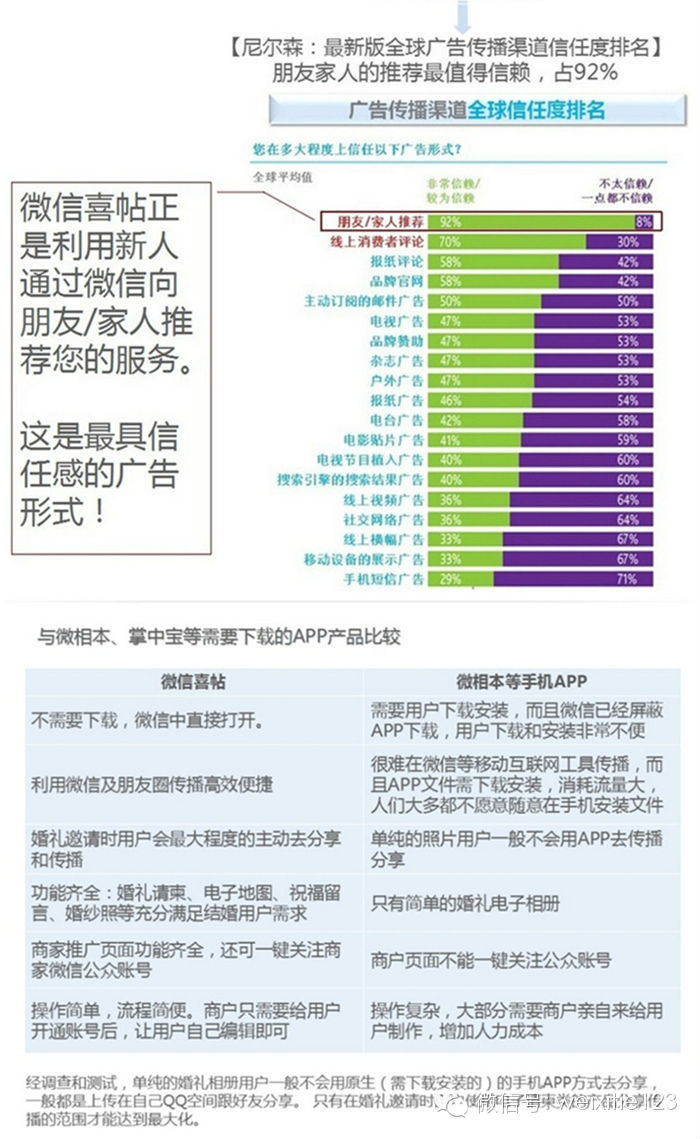 【尼尔森：最新版全球广告传播渠道信任度排名】
朋友家人的推荐最值得信赖，占92%
广告传播渠道全球信任度排名
您在多大程度上信任以下广告形式？
全球平均值
非常信赖/
较为信赖
不太信赖/
一点都不信赖
微信喜帖正
是利用新人
通过微信向
朋友/家人推
荐您的服务。
这是最具信
任感的广告
形式！
朋友/家人推荐 92% 8%
线上消费者评论 70% 30%
报纸评论 58% 42%
品牌官网 58% 42%
主动订阅的邮件广告 50% 50%
电视广告 47% 53%
品牌赞助 47% 53%
杂志广告 47% 53%
户外广告 47% 53%
报纸广告 46% 54%
电台广告 42% 58%
电影贴片广告 41% 59%
电视节目植入广告 40% 60%
搜索引擎的搜索结果广告 40% 60%
线上视频广告 36% 64%
社交网络广告 36% 64%
线上横幅广告 33% 67%
移动设备的展示广告 33% 67%
手机短信广告 29% 71%
与微相本、掌中宝等需要下载的APP产品比较
微信喜帖
微相本等手机APP
不需要下载，微信中直接打开。
需要用户下载安装，而且微信已经屏蔽
APP下载，用户下载和安装非常不便
利用微信及朋友圈传播高效便捷
很难在微信等移动互联网工具传播，而
且APP文件需下载安装，消耗流量大，
人们大多都不愿意随意在手机安装文件
婚礼邀请时用户会最大程度的主动去分享
和传播
单纯的照片用户一般不会用APP去传播
分享
功能齐全：婚礼请柬、电子地图、祝福留
言、婚纱照等充分满足结婚用户需求
只有简单的婚礼电子相册
商家推广页面功能齐全，还可一键关注商
家微信公众账号
商户页面不能一键关注公众账号
操作简单，流程简便。商户只需要给用户
开通账号后，让用户自己编辑即可
操作复杂，大部分需要商户亲自来给用
户制作，增加人力成本
经调查和测试，单纯的婚礼相册用户一般不会用原生（需下载安装的）的手机APP方式去分享，
一般都是上传在自己QQ空间跟好友分享。 只有在婚礼邀请时，
播的范围才能达到最大化。
微信号: weixinlei23